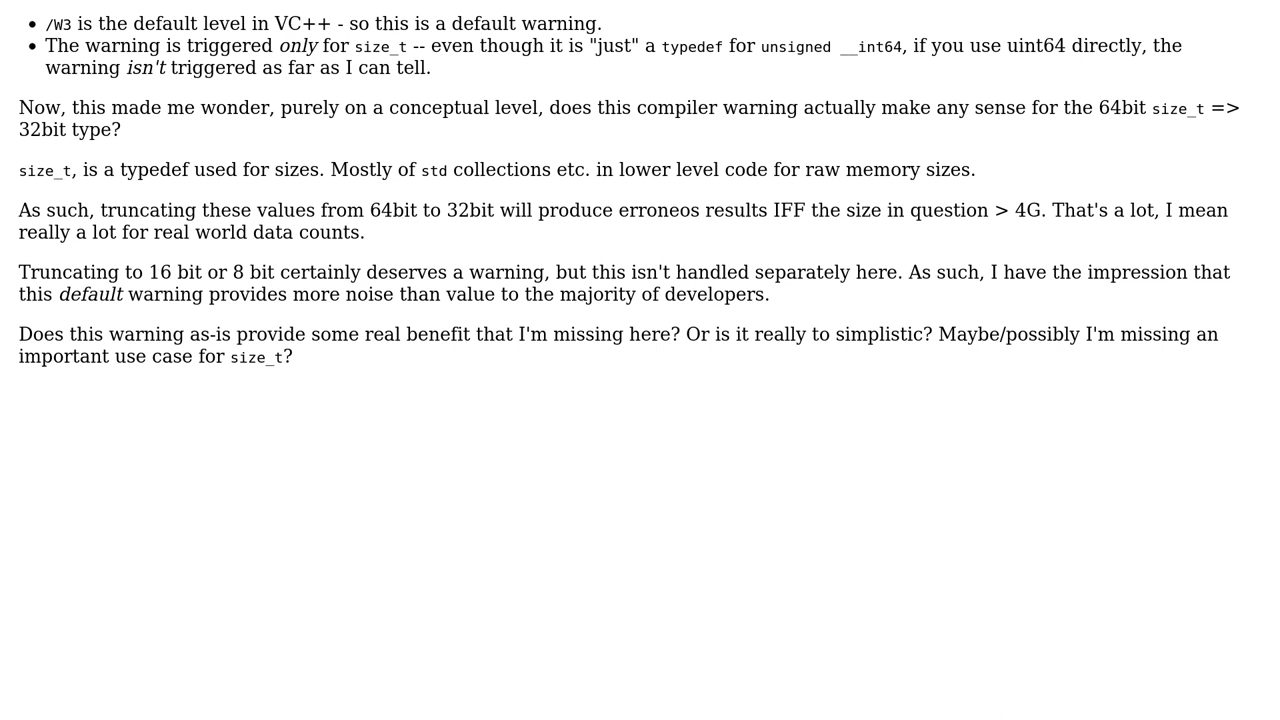 /W3 is the default level in VC++ - so this is a default warning.
The warning is triggered only for size_t -- even though it is "just" a typedef for unsigned __int64, if you use uint64 directly, the
warning isn't triggered as far as I can tell.
Now, this made me wonder, purely on a conceptual level, does this compiler warning actually make any sense for the 64bit size_t =>
32bit type?
size_t, is a typedef used for sizes. Mostly of std collections etc. in lower level code for raw memory sizes.
As such, truncating these values from 64bit to 32bit will produce erroneos results IFF the size in question > 4G. That's a lot, I mean
really a lot for real world data counts.
Truncating to 16 bit or 8 bit certainly deserves a warning, but this isn't handled separately here. As such, I have the impression that
this default warning provides more noise than value to the majority of developers.
Does this warning as-is provide some real benefit that I'm missing here? Or is it really to simplistic? Maybe/possibly I'm missing an
important use case for size_t?